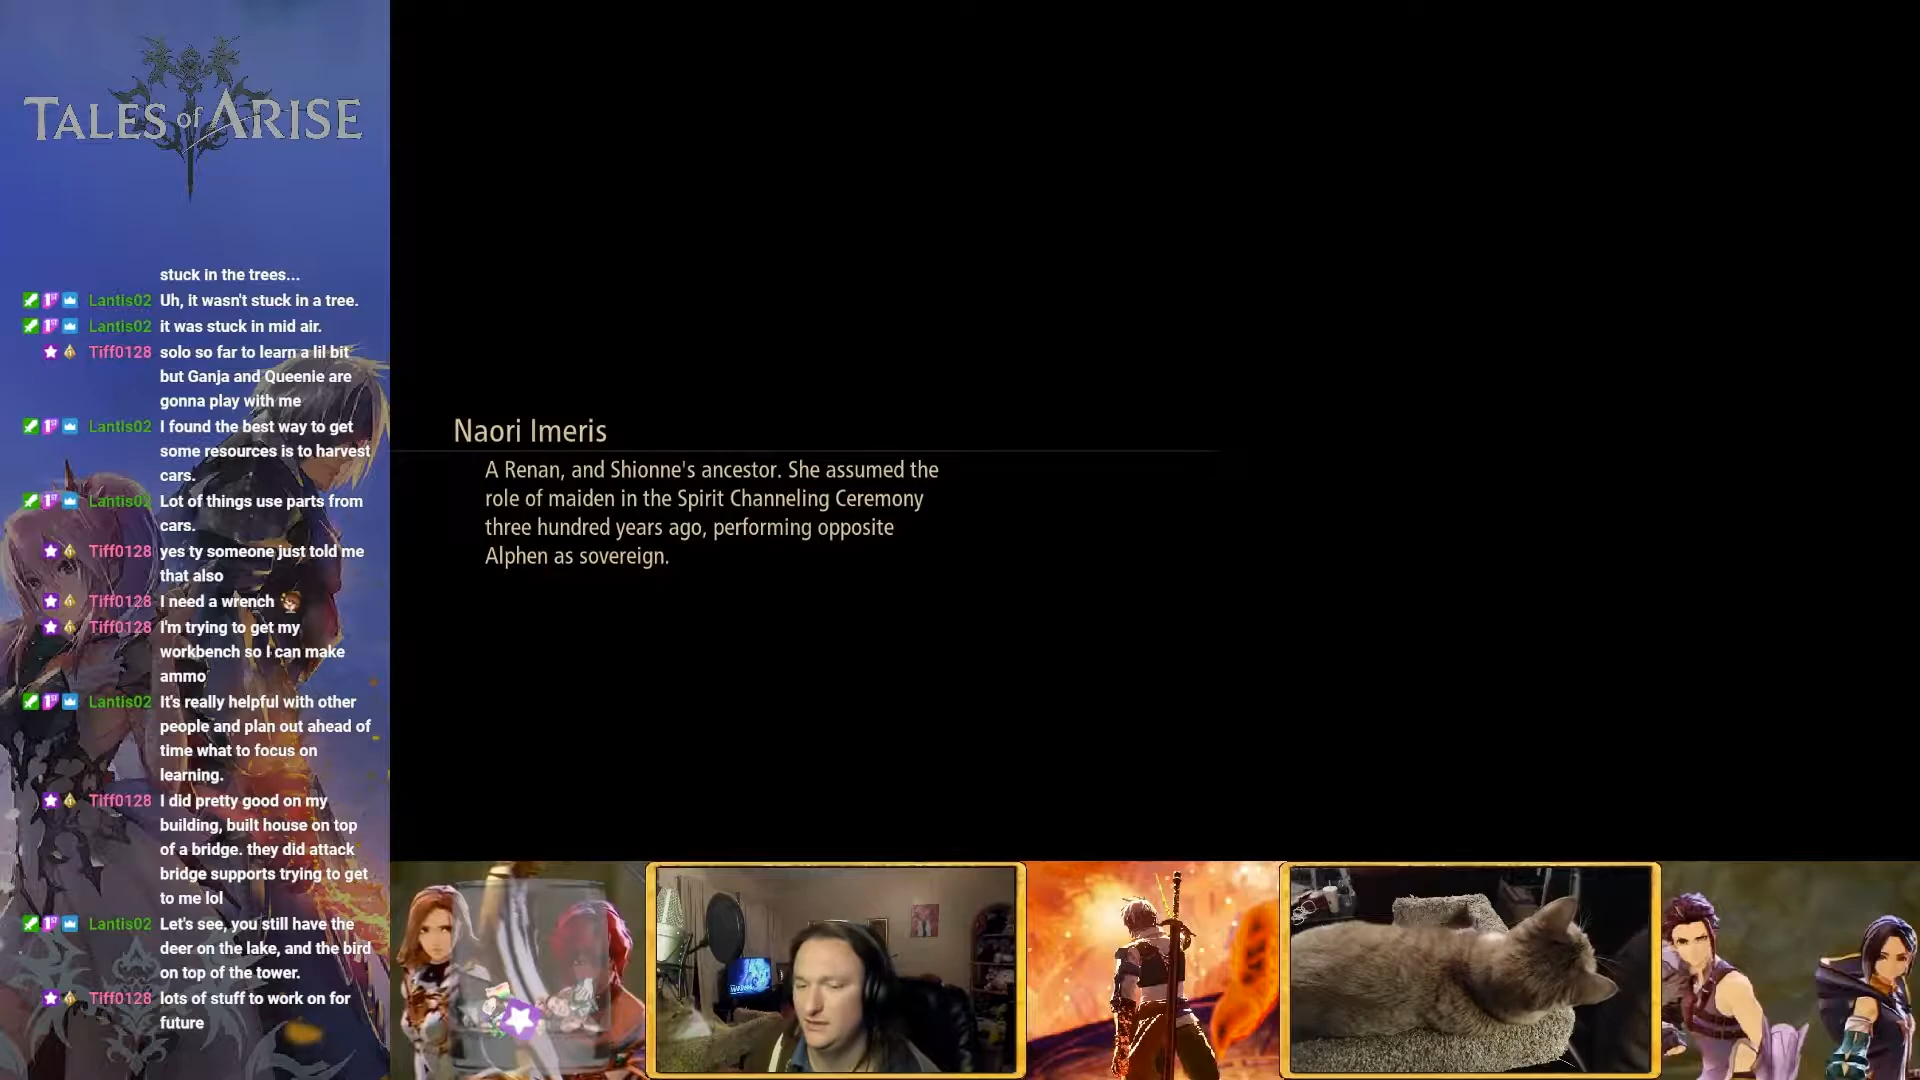 TALES of ARISE
stuck in the trees...
Lantis02 Uh, it wasn't stuck in a tree.
Lantis02 it was stuck in mid air.
Tiff0128 solo so far to learn a lil bit
but Ganja and Queenie are
gonna play with me
Lantis02 I found the best way to get
some resources is to harvest
cars.
Lantis02 Lot of things use parts from
cars.
Tiff0128 yes ty someone just told me
that also
Tiff0128 I need a wrench
Tiff0128 I'm trying to get my
workbench so I can make
ammo
Lantis02 It's really helpful with other
people and plan out ahead of
time what to focus on
learning.
Tiff0128 I did pretty good on my
building, built house on top
of a bridge. they did attack
bridge supports trying to get
to me lol
Lantis02 Let's see, you still have the
deer on the lake, and the bird
on top of the tower.
Tiff0128 lots of stuff to work on for
future
Naori Imeris
A Renan, and Shionne's ancestor. She assumed the
role of maiden in the Spirit Channeling Ceremony
three hundred years ago, performing opposite
Alphen as sovereign.